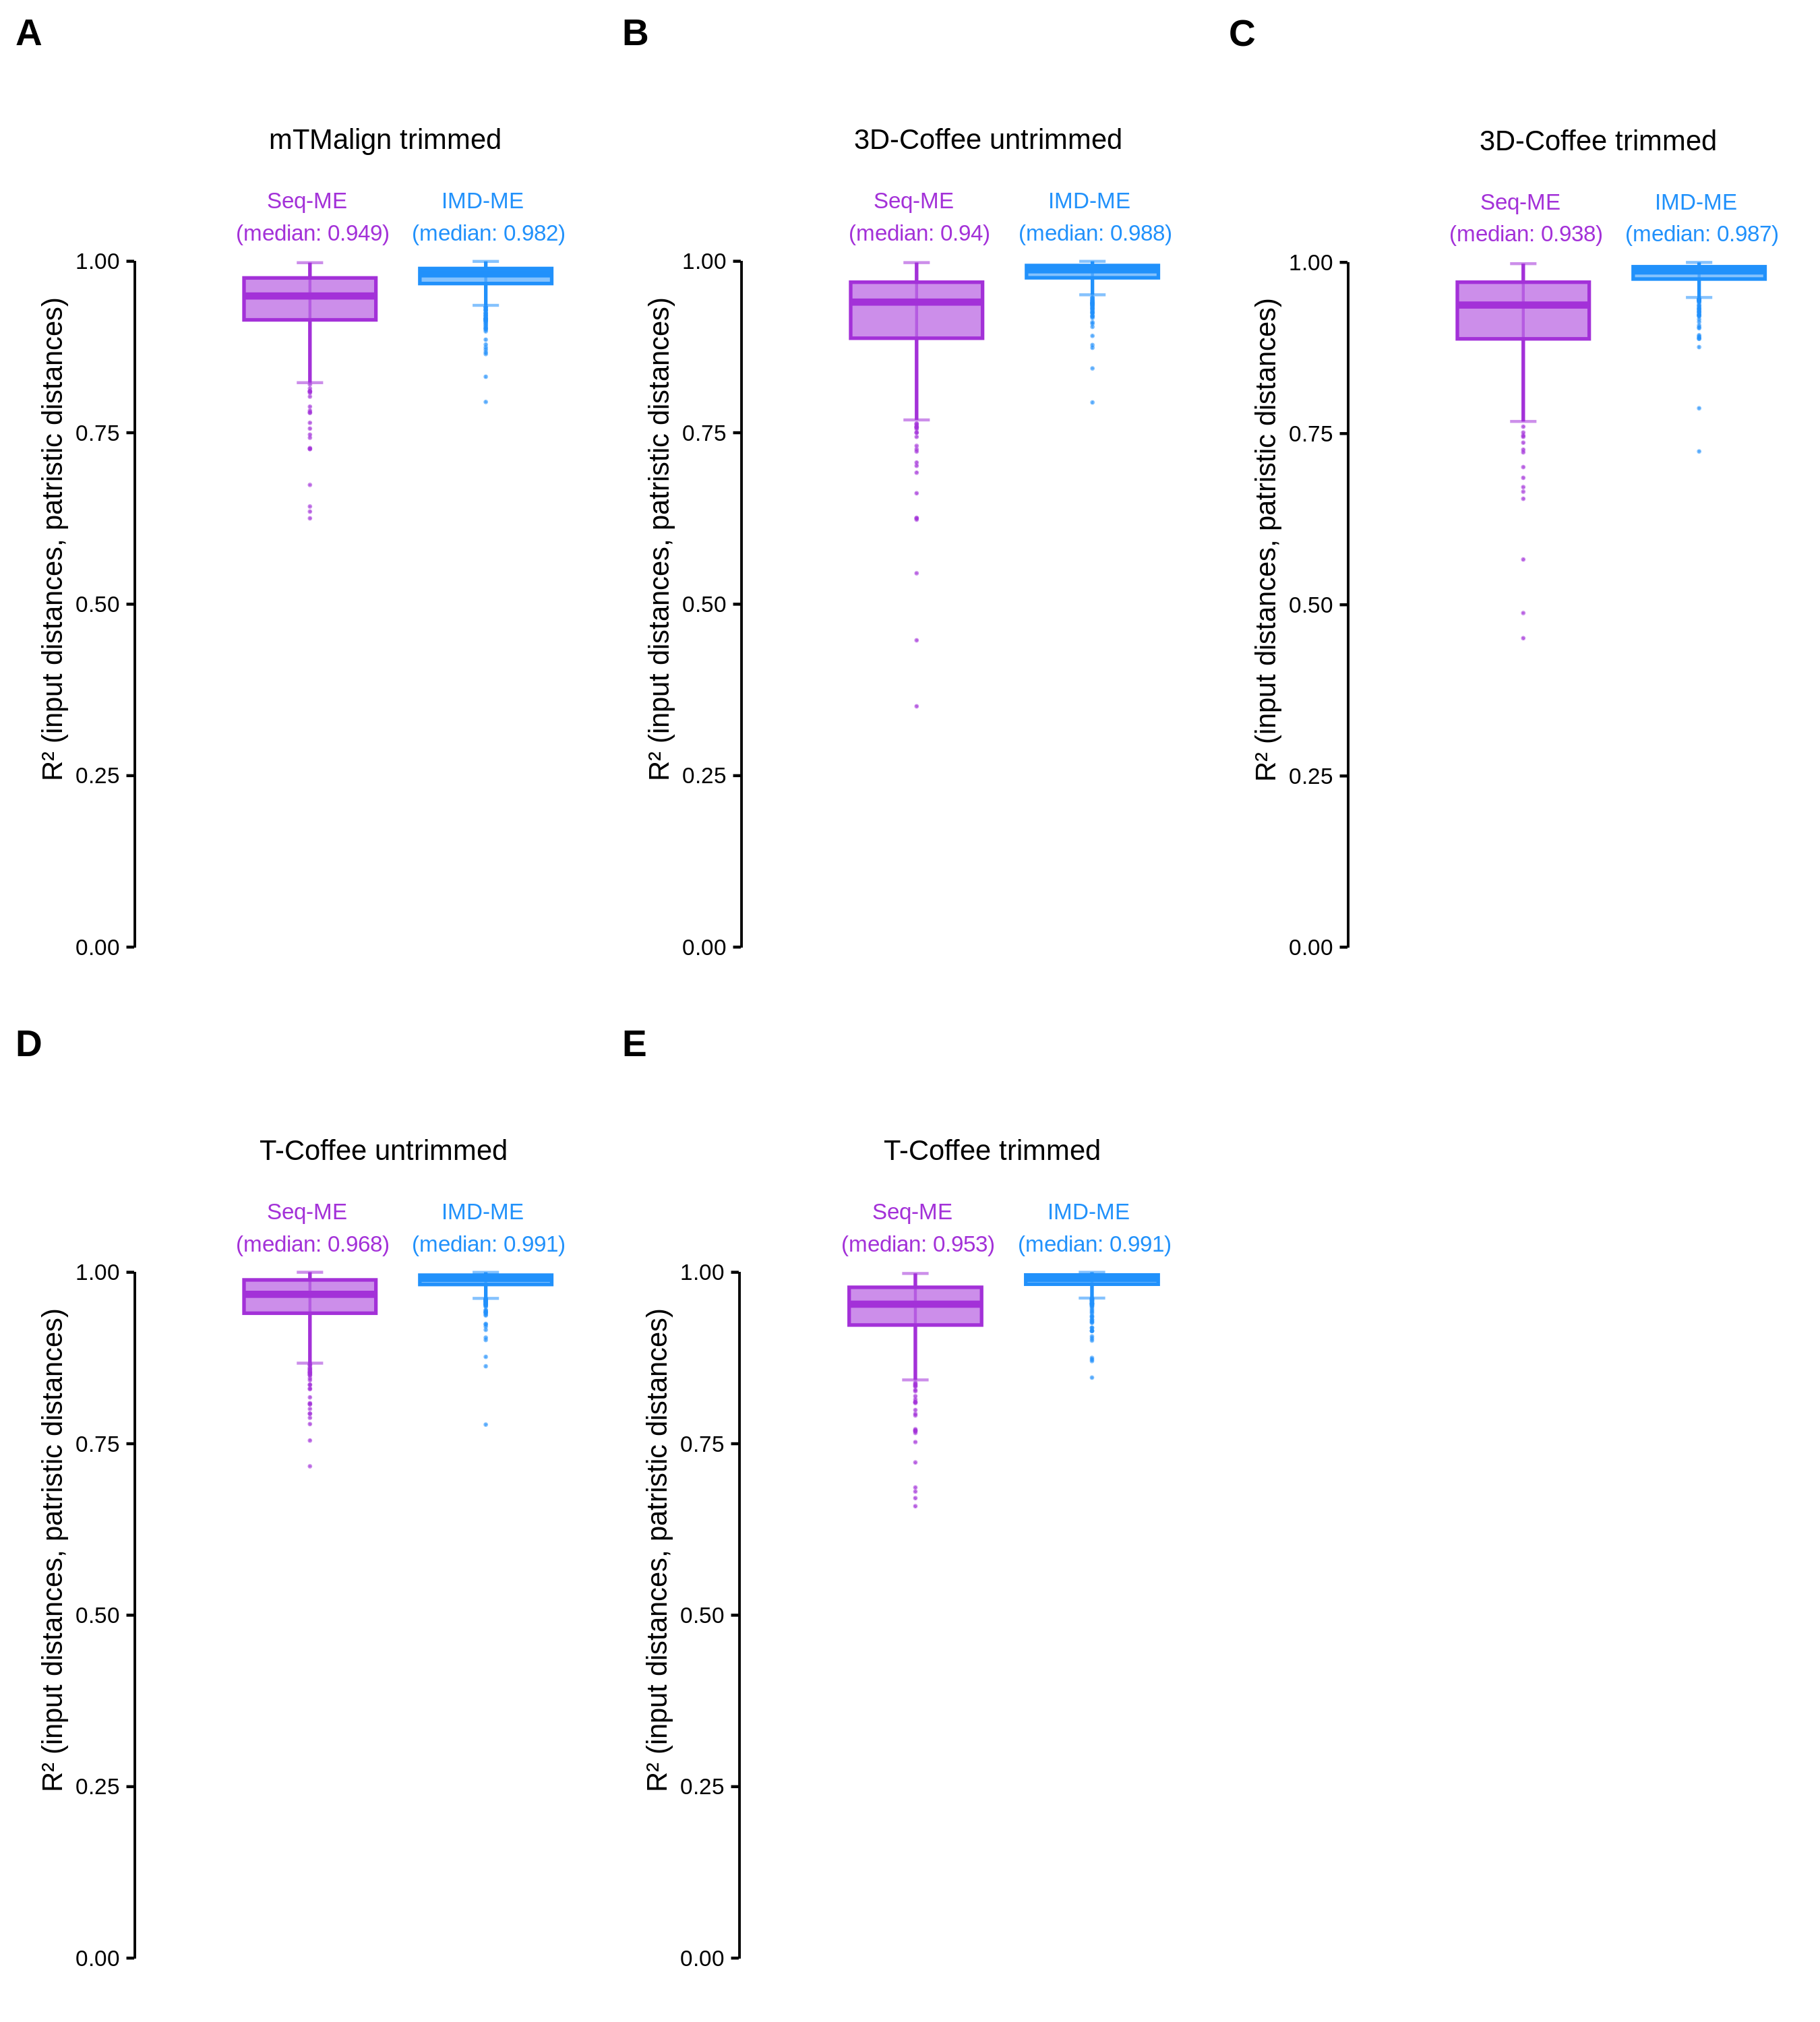 A
mTMalign trimmed
Seq-ME
(median: 0.949)
IMD-ME
(median: 0.982)
R² (input distances, patristic distances)
1.00
0.75
0.50
0.25
0.00
B
3D-Coffee untrimmed
Seq-ME
(median: 0.94)
IMD-ME
(median: 0.988)
R² (input distances, patristic distances)
1.00
0.75
0.50
0.25
0.00
C
3D-Coffee trimmed
Seq-ME
(median: 0.938)
IMD-ME
(median: 0.987)
R² (input distances, patristic distances)
1.00
0.75
0.50
0.25
0.00
D
T-Coffee untrimmed
Seq-ME
(median: 0.968)
IMD-ME
(median: 0.991)
R² (input distances, patristic distances)
1.00
0.75
0.50
0.25
0.00
E
T-Coffee trimmed
Seq-ME
(median: 0.953)
IMD-ME
(median: 0.991)
R² (input distances, patristic distances)
1.00
0.75
0.50
0.25
0.00